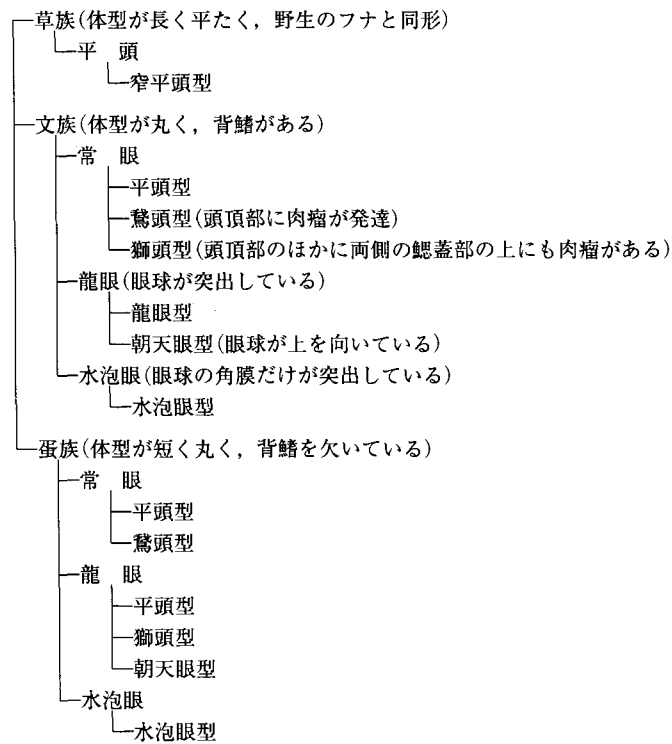 草族(体型が長く平たく,野生のフナと同形)
平 頭
窄平頭型
文族(体型が丸く,背鰭がある)
常 眼
平頭型
鵞頭型(頭頂部に肉瘤が発達)
獅頭型(頭頂部のほかに両側の鰓蓋部の上にも肉瘤がある)
龍眼(眼球が突出している)
龍眼型
朝天眼型(眼球が上を向いている)
水泡眼(眼球の角膜だけが突出している)
水泡眼型
蛋族(体型が短く丸く,背鰭を欠いている)
常 眼
平頭型
鵞頭型
龍 眼
平頭型
獅頭型
朝天眼型
水泡眼
水泡眼型